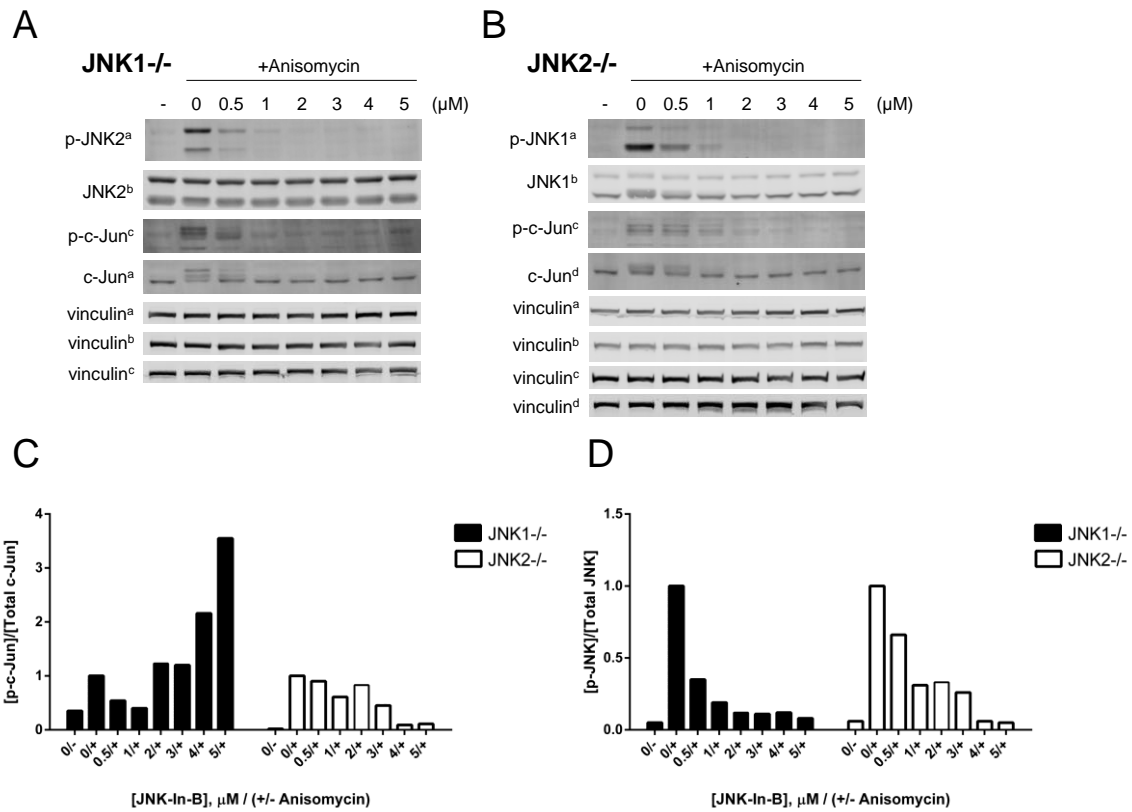 A
JNK1-/-
+Anisomycin
- 0 0.5 1 2 3 4 5 (μM)
p-JNK2ᵃ
JNK2ᵇ
p-c-Junᶜ
c-Junᵃ
vinculinᵃ
vinculinᵇ
vinculinᶜ
B
JNK2-/-
+Anisomycin
- 0 0.5 1 2 3 4 5 (μM)
p-JNK1ᵃ
JNK1ᵇ
p-c-Junᶜ
c-Junᵈ
vinculinᵃ
vinculinᵇ
vinculinᶜ
vinculinᵈ
C
[p-c-Jun]/[Total c-Jun]
4
3
2
1
0
0/- 0/+ 0.5/+ 1/+ 2/+ 3/+ 4/+ 5/+ 0/- 0/+ 0.5/+ 1/+ 2/+ 3/+ 4/+ 5/+
[JNK-In-B], μM / (+/- Anisomycin)
JNK1-/-
JNK2-/-
D
[p-JNK]/[Total JNK]
1.5
1.0
0.5
0.0
0/- 0/+ 0.5/+ 1/+ 2/+ 3/+ 4/+ 5/+ 0/- 0/+ 0.5/+ 1/+ 2/+ 3/+ 4/+ 5/+
[JNK-In-B], μM / (+/- Anisomycin)
JNK1-/-
JNK2-/-